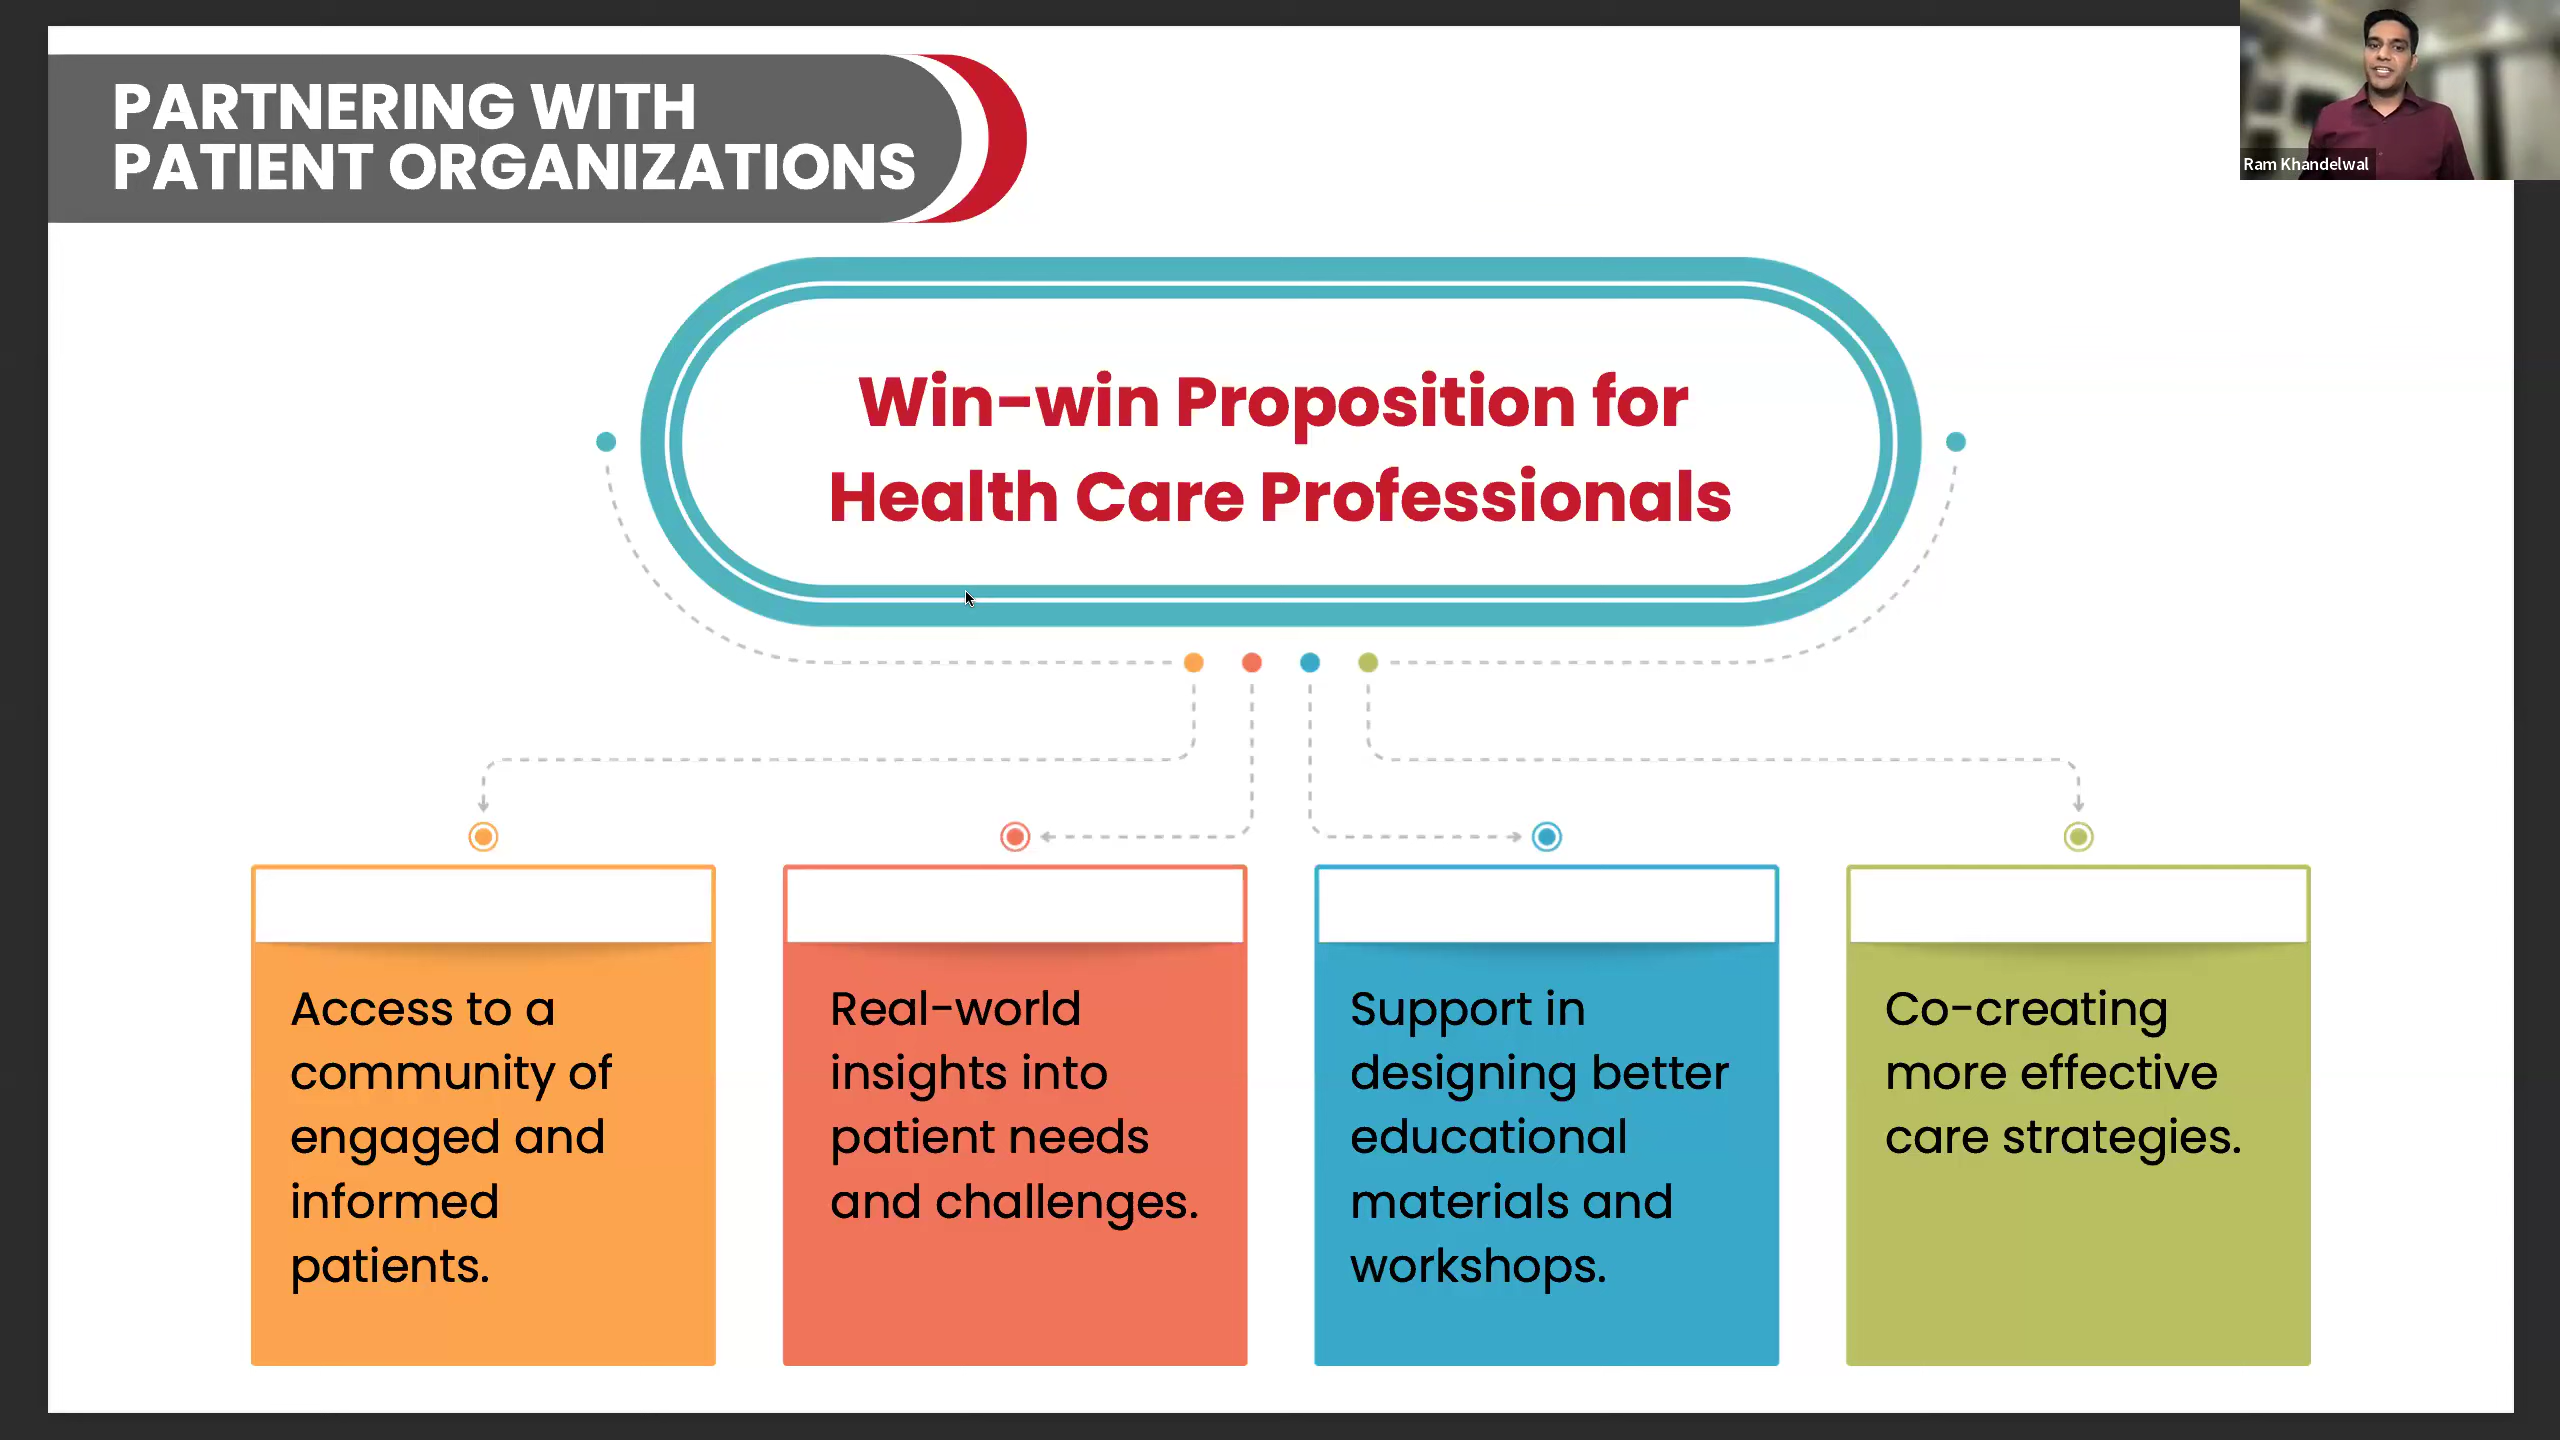 PARTNERING WITH
PATIENT ORGANIZATIONS
Ram Khandelwal
Win-win Proposition for
Health Care Professionals
Access to a
community of
engaged and
informed
patients.
Real-world
insights into
patient needs
and challenges.
Support in
designing better
educational
materials and
workshops.
Co-creating
more effective
care strategies.